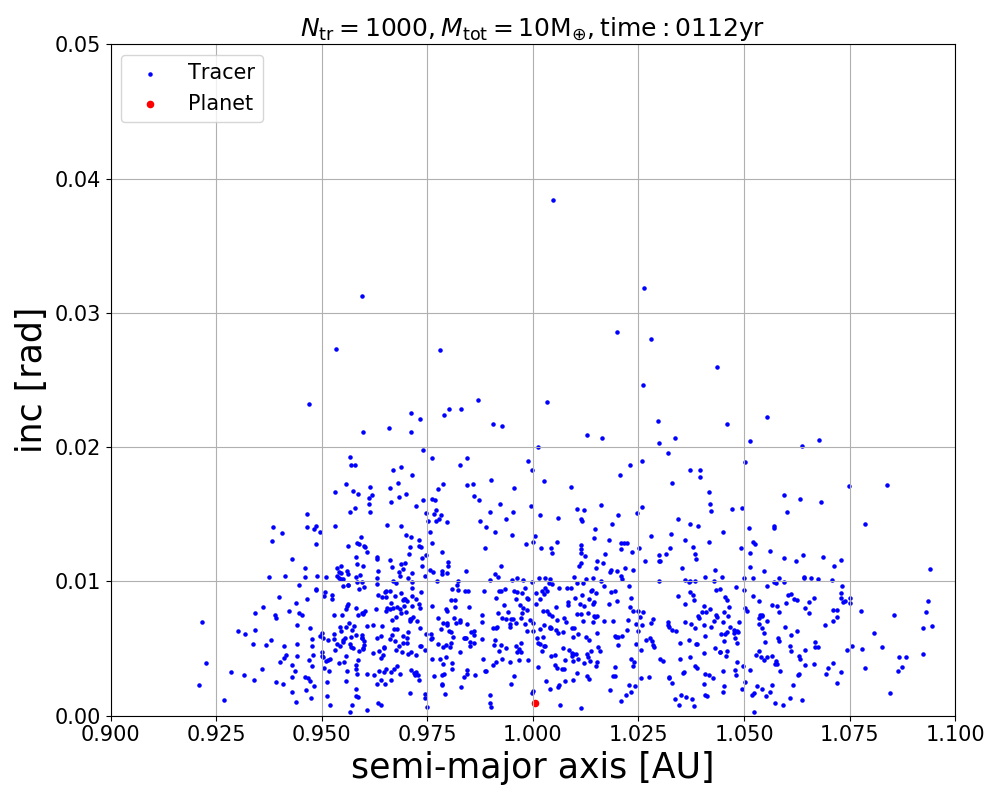 N_tr = 1000, M_tot = 10M_⊕, time : 0112yr
Tracer
Planet
inc [rad]
0.05
0.04
0.03
0.02
0.01
0.00
0.900 0.925 0.950 0.975 1.000 1.025 1.050 1.075 1.100
semi-major axis [AU]